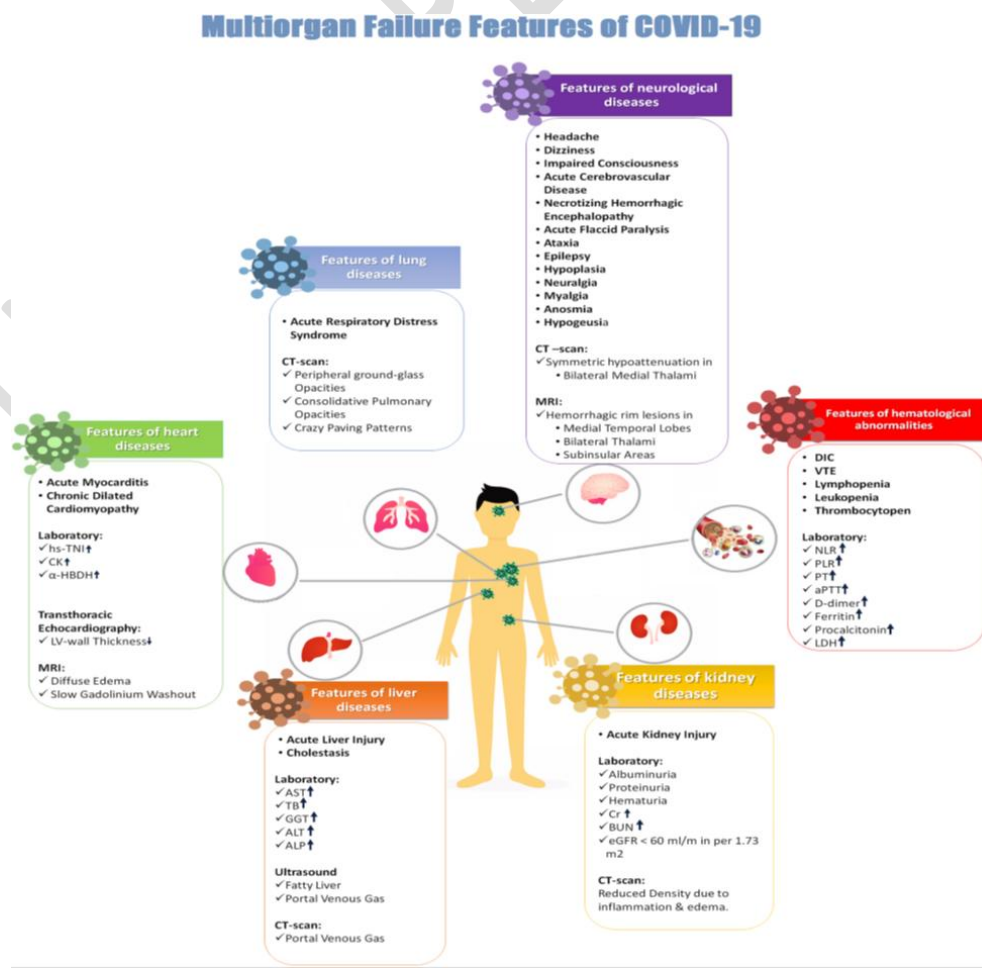 Multiorgan Failure Features of COVID-19
Features of neurological
diseases
• Headache
• Dizziness
• Impaired Consciousness
• Acute Cerebrovascular
Disease
• Necrotizing Hemorrhagic
Encephalopathy
• Acute Flaccid Paralysis
• Ataxia
• Epilepsy
• Hypoplasia
• Neuralgia
• Myalgia
• Anosmia
• Hypogeusia
CT –scan:
✓Symmetric hypoattenuation in
• Bilateral Medial Thalami
MRI:
✓Hemorrhagic rim lesions in
• Medial Temporal Lobes
• Bilateral Thalami
• Subinsular Areas
Features of lung
diseases
• Acute Respiratory Distress
Syndrome
CT-scan:
✓ Peripheral ground-glass
Opacities
✓ Consolidative Pulmonary
Opacities
✓ Crazy Paving Patterns
Features of heart
diseases
• Acute Myocarditis
• Chronic Dilated
Cardiomyopathy
Laboratory:
✓hs-TNI↑
✓CK↑
✓α-HBDH↑
Transthoracic
Echocardiography:
✓ LV-wall Thickness↓
MRI:
✓ Diffuse Edema
✓ Slow Gadolinium Washout
Features of hematological
abnormalities
• DIC
• VTE
• Lymphopenia
• Leukopenia
• Thrombocytopen
Laboratory:
✓ NLR↑
✓ PLR↑
✓ PT↑
✓ aPTT↑
✓ D-dimer↑
✓ Ferritin↑
✓ Procalcitonin↑
✓ LDH↑
Features of liver
diseases
• Acute Liver Injury
• Cholestasis
Laboratory:
✓AST↑
✓TB↑
✓GGT↑
✓ALT↑
✓ALP↑
Ultrasound
✓Fatty Liver
✓Portal Venous Gas
CT-scan:
✓Portal Venous Gas
Features of kidney
diseases
• Acute Kidney Injury
Laboratory:
✓Albuminuria
✓Proteinuria
✓Hematuria
✓Cr ↑
✓BUN ↑
✓eGFR < 60 ml/m in per 1.73
m2
CT-scan:
Reduced Density due to
inflammation & edema.